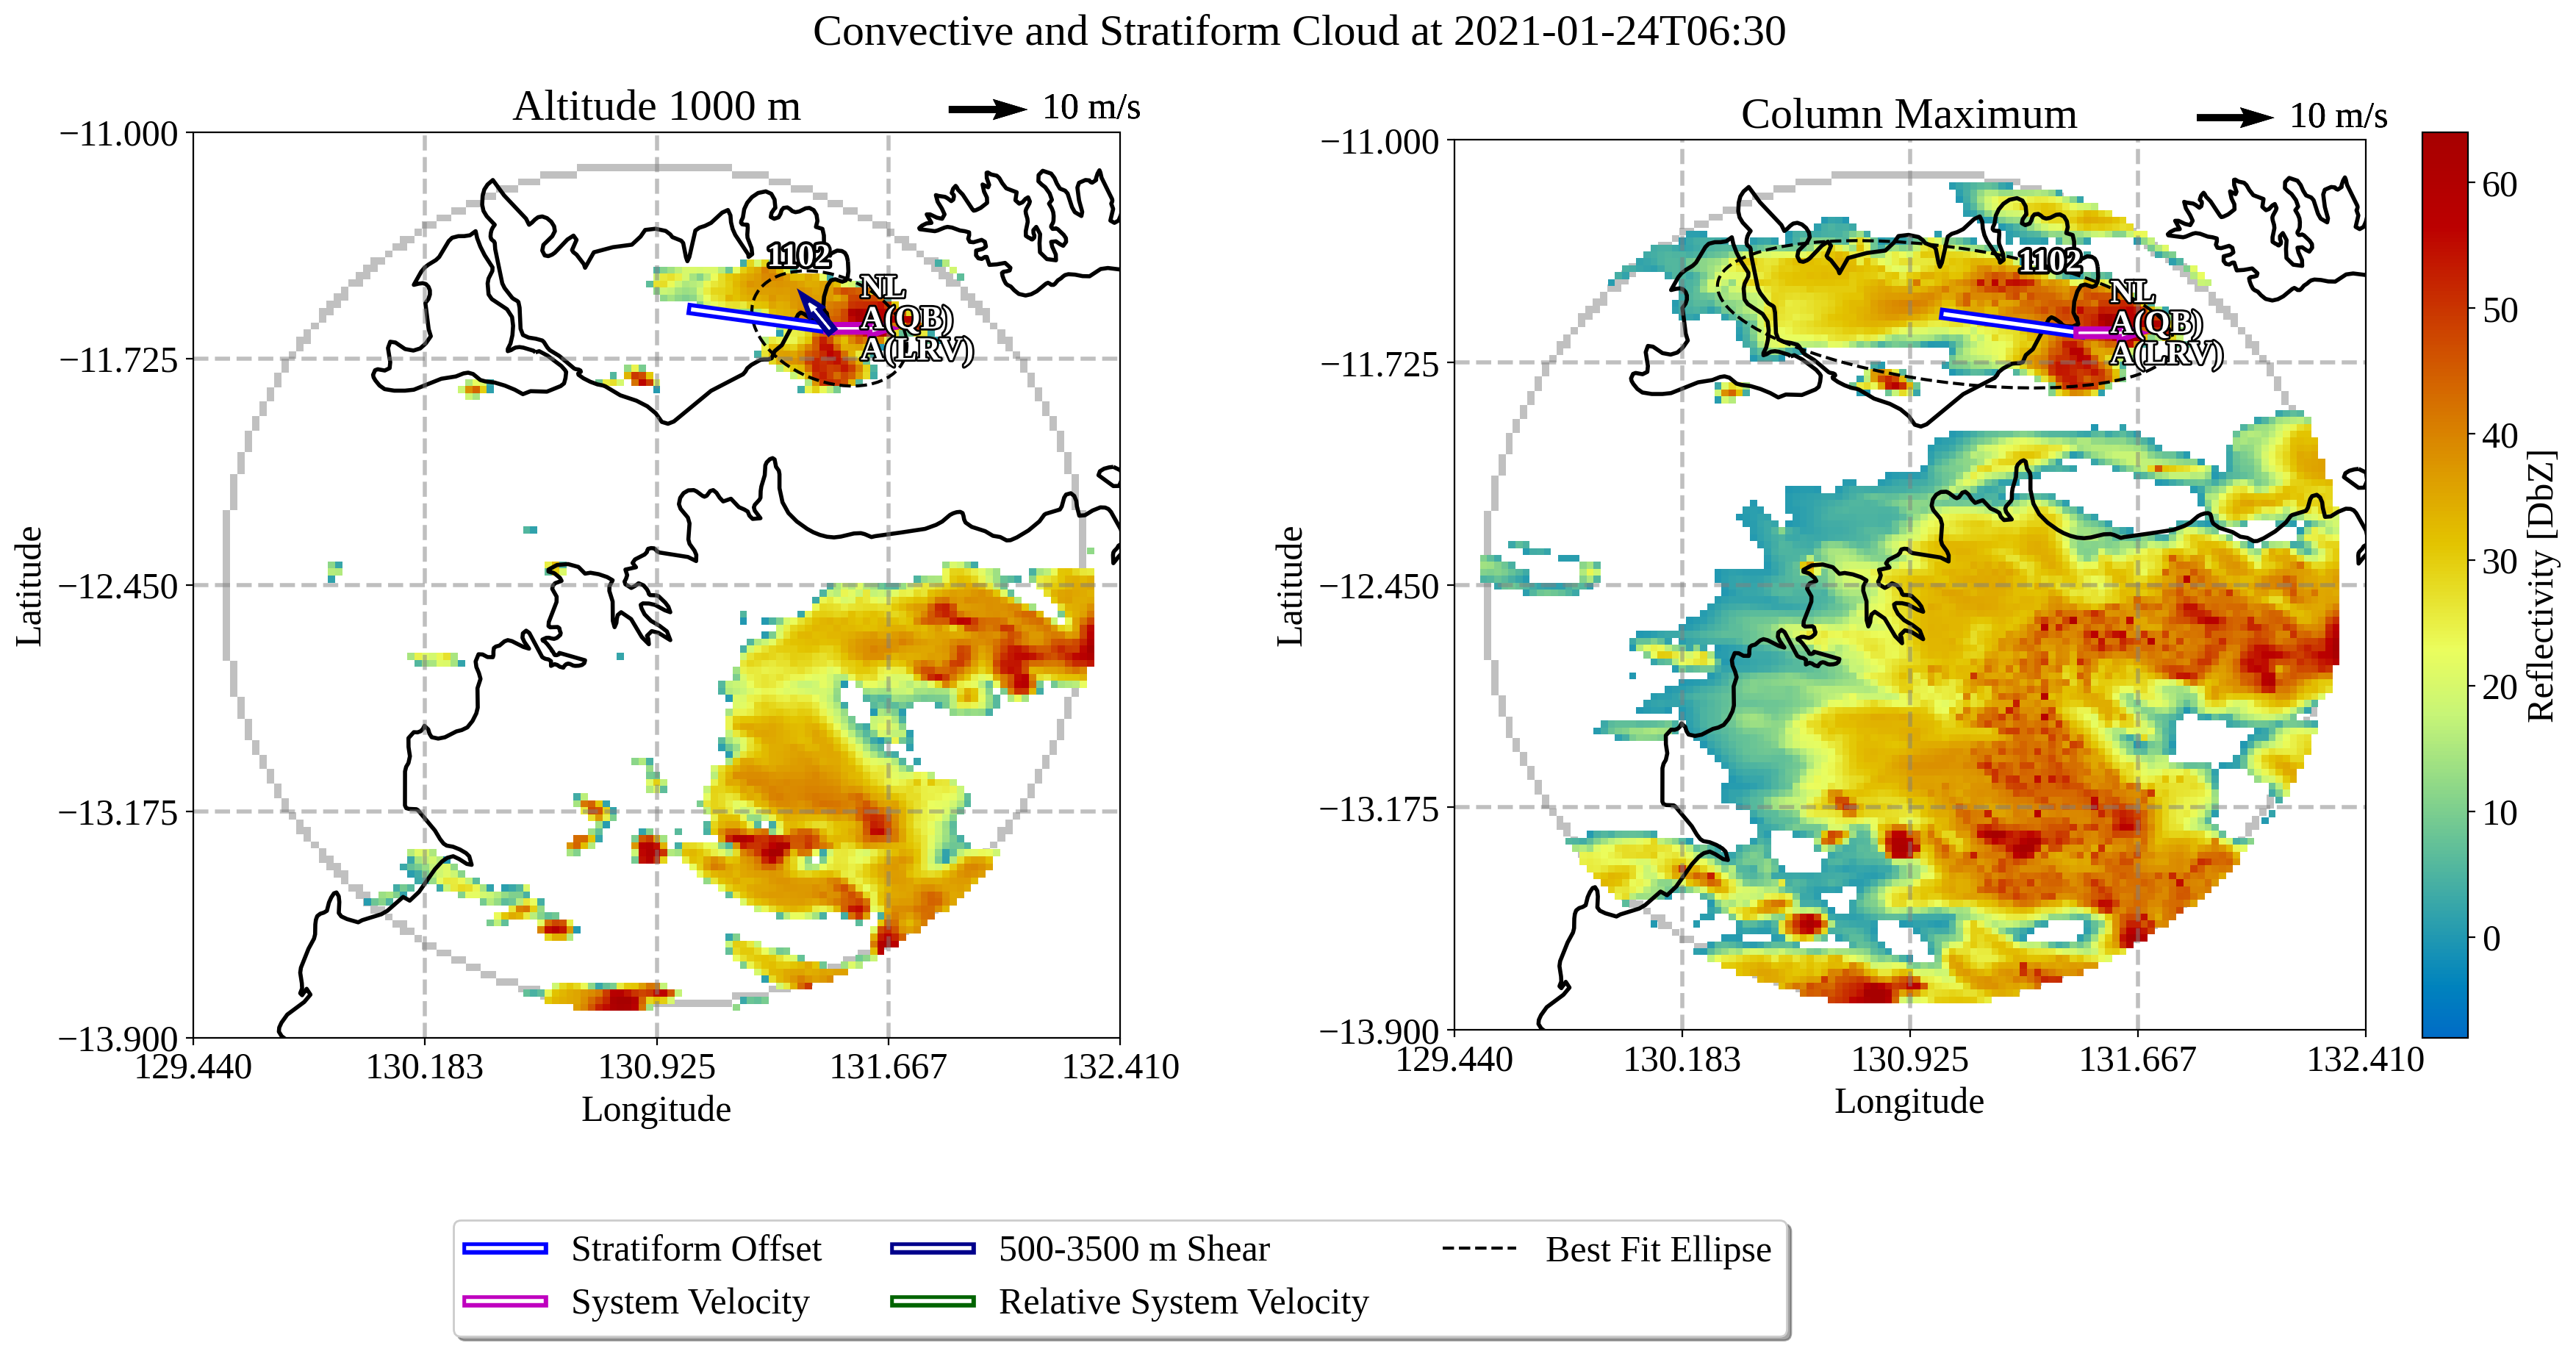 Convective and Stratiform Cloud at 2021-01-24T06:30
Altitude 1000 m
10 m/s
−11.000
−11.725
−12.450
−13.175
−13.900
Latitude
129.440
130.183
130.925
131.667
132.410
Longitude
1102
NL
A(QB)
A(LRV)
Column Maximum
10 m/s
−11.000
−11.725
−12.450
−13.175
−13.900
Latitude
129.440
130.183
130.925
131.667
132.410
Longitude
1102
NL
A(QB)
A(LRV)
60
50
40
30
20
10
0
Reflectivity [DbZ]
Stratiform Offset
System Velocity
500-3500 m Shear
Relative System Velocity
Best Fit Ellipse